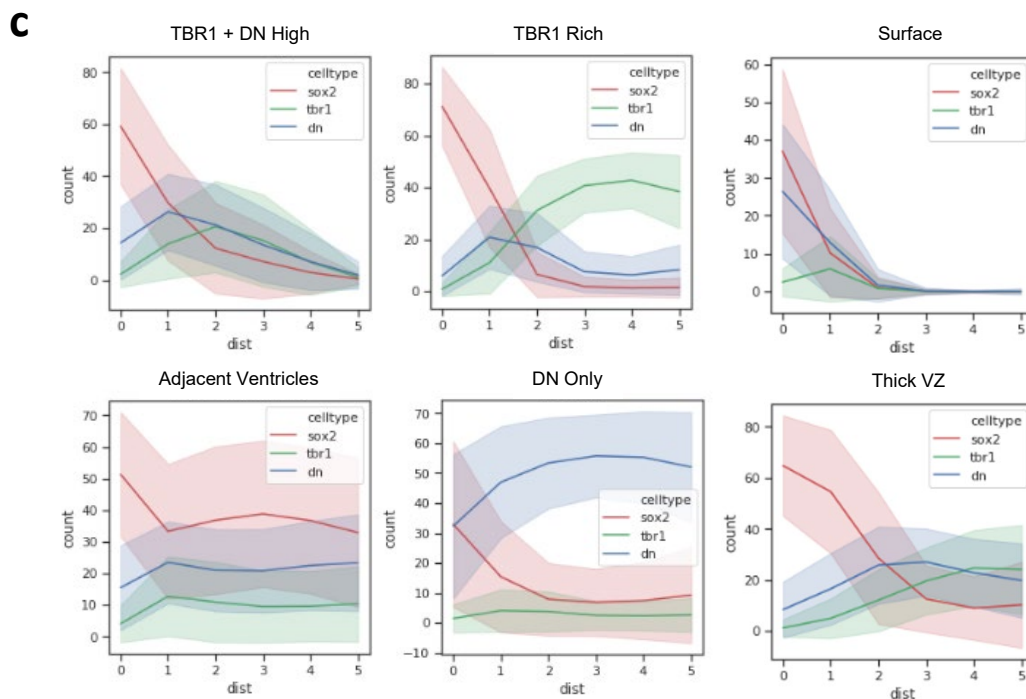 c
TBR1 + DN High
TBR1 Rich
Surface
celltype
sox2
tbr1
dn
80
60
40
20
0
count
0 1 2 3 4 5
dist
celltype
sox2
tbr1
dn
80
60
40
20
0
count
0 1 2 3 4 5
dist
celltype
sox2
tbr1
dn
60
50
40
30
20
10
0
count
0 1 2 3 4 5
dist
Adjacent Ventricles
DN Only
Thick VZ
celltype
sox2
tbr1
dn
70
60
50
40
30
20
10
0
count
0 1 2 3 4 5
dist
celltype
sox2
tbr1
dn
70
60
50
40
30
20
10
0
−10
count
0 1 2 3 4 5
dist
celltype
sox2
tbr1
dn
80
60
40
20
0
count
0 1 2 3 4 5
dist